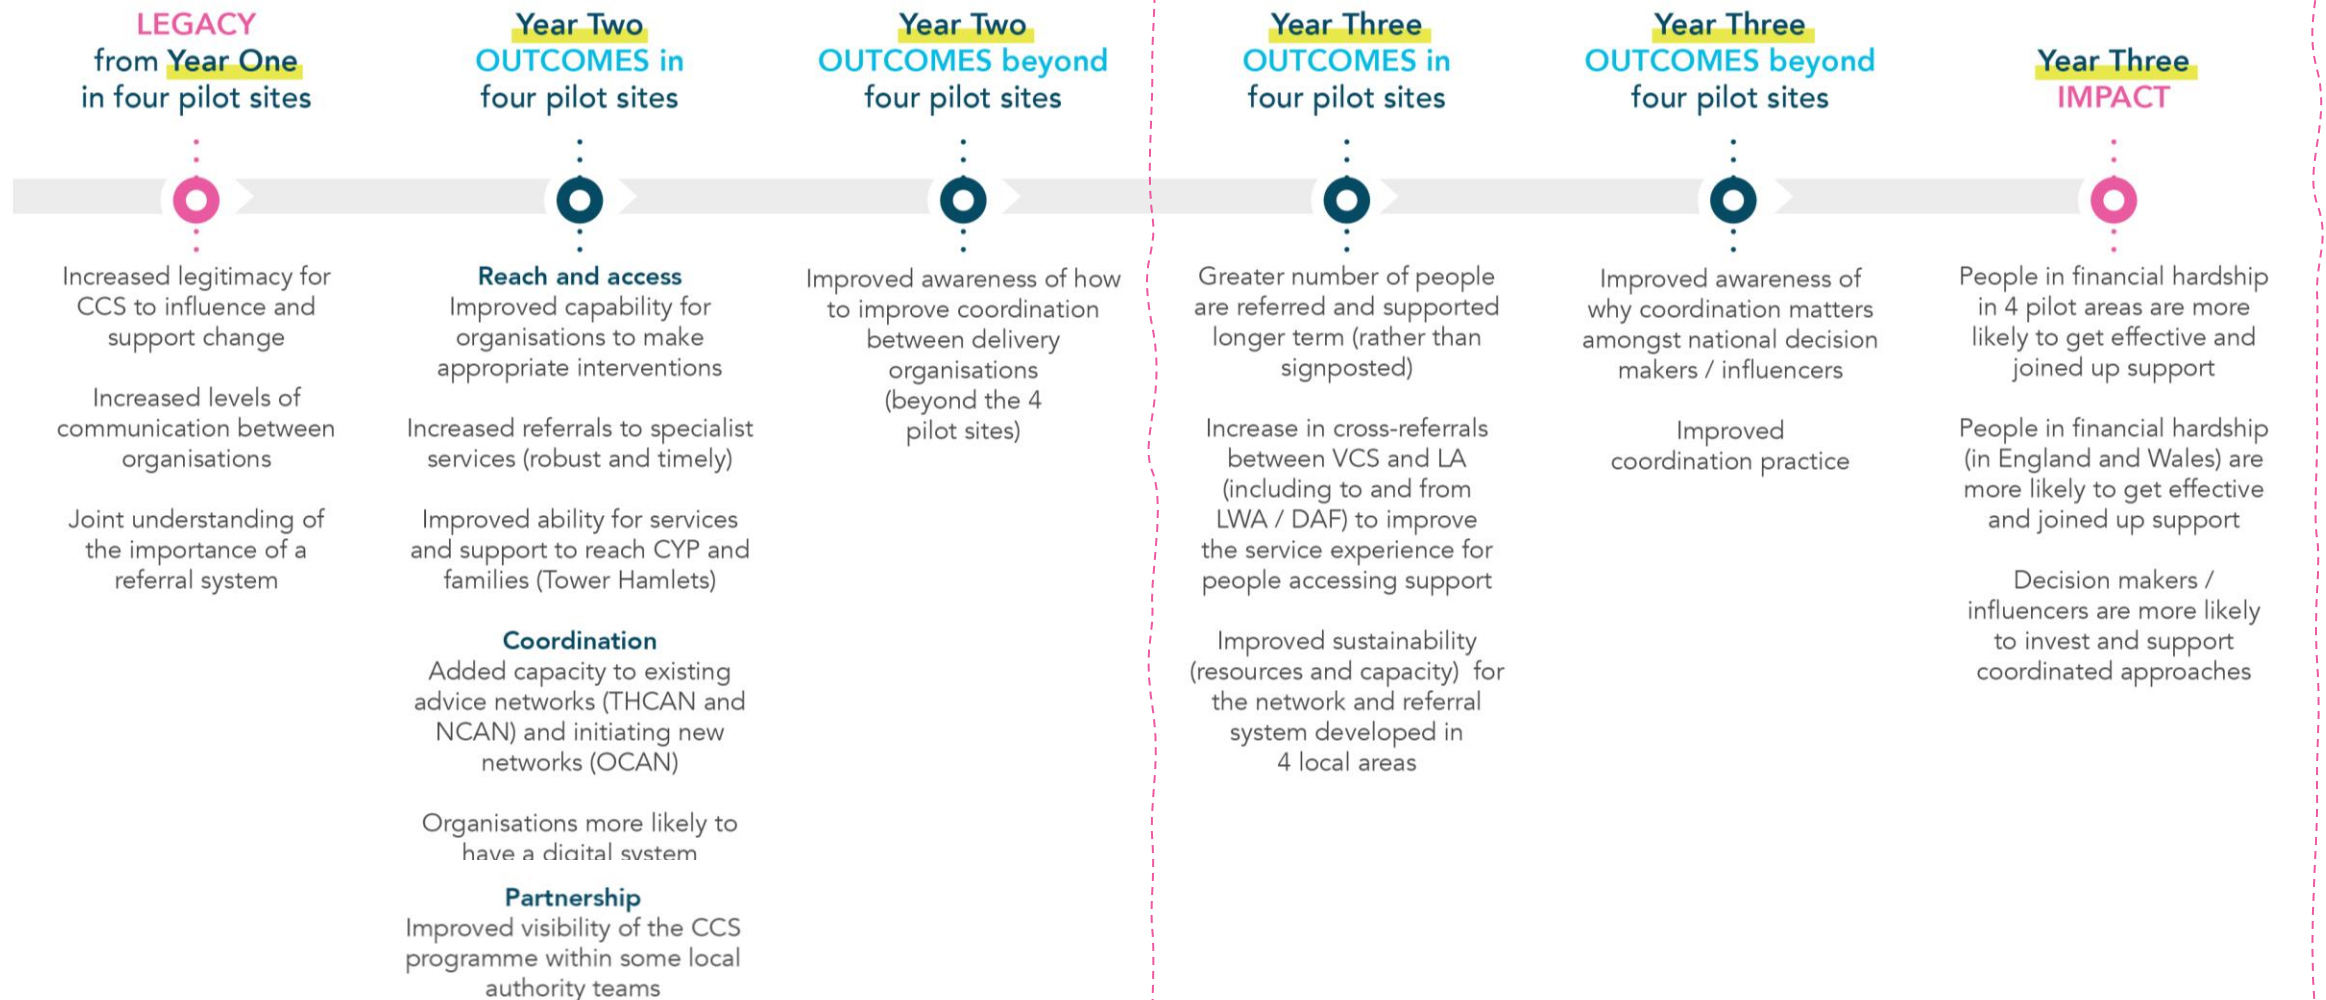 LEGACY
from Year One
in four pilot sites
Increased legitimacy for
CCS to influence and
support change
Increased levels of
communication between
organisations
Joint understanding of
the importance of a
referral system
Year Two
OUTCOMES in
four pilot sites
Reach and access
Improved capability for
organisations to make
appropriate interventions
Increased referrals to specialist
services (robust and timely)
Improved ability for services
and support to reach CYP and
families (Tower Hamlets)
Coordination
Added capacity to existing
advice networks (THCAN and
NCAN) and initiating new
networks (OCAN)
Organisations more likely to
have a digital system
Partnership
Improved visibility of the CCS
programme within some local
authority teams
Year Two
OUTCOMES beyond
four pilot sites
Improved awareness of how
to improve coordination
between delivery
organisations
(beyond the 4
pilot sites)
Year Three
OUTCOMES in
four pilot sites
Greater number of people
are referred and supported
longer term (rather than
signposted)
Increase in cross-referrals
between VCS and LA
(including to and from
LWA / DAF) to improve
the service experience for
people accessing support
Improved sustainability
(resources and capacity) for
the network and referral
system developed in
4 local areas
Year Three
OUTCOMES beyond
four pilot sites
Improved awareness of
why coordination matters
amongst national decision
makers / influencers
Improved
coordination practice
Year Three
IMPACT
People in financial hardship
in 4 pilot areas are more
likely to get effective and
joined up support
People in financial hardship
(in England and Wales) are
more likely to get effective
and joined up support
Decision makers /
influencers are more likely
to invest and support
coordinated approaches